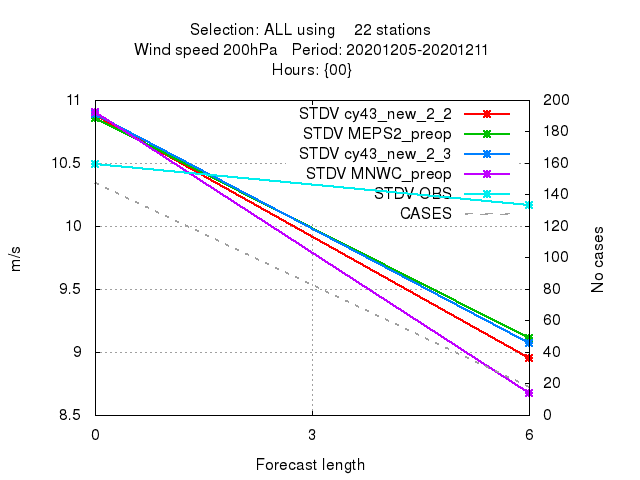 Selection: ALL using 22 stations
Wind speed 200hPa Period: 20201205-20201211
Hours: {00}
11
10.5
10
9.5
9
8.5
m/s
200
180
160
140
120
100
80
60
40
20
0
No cases
STDV cy43_new_2_2
STDV MEPS2_preop
STDV cy43_new_2_3
STDV MNWC_preop
STDV OBS
CASES
0 3 6
Forecast length